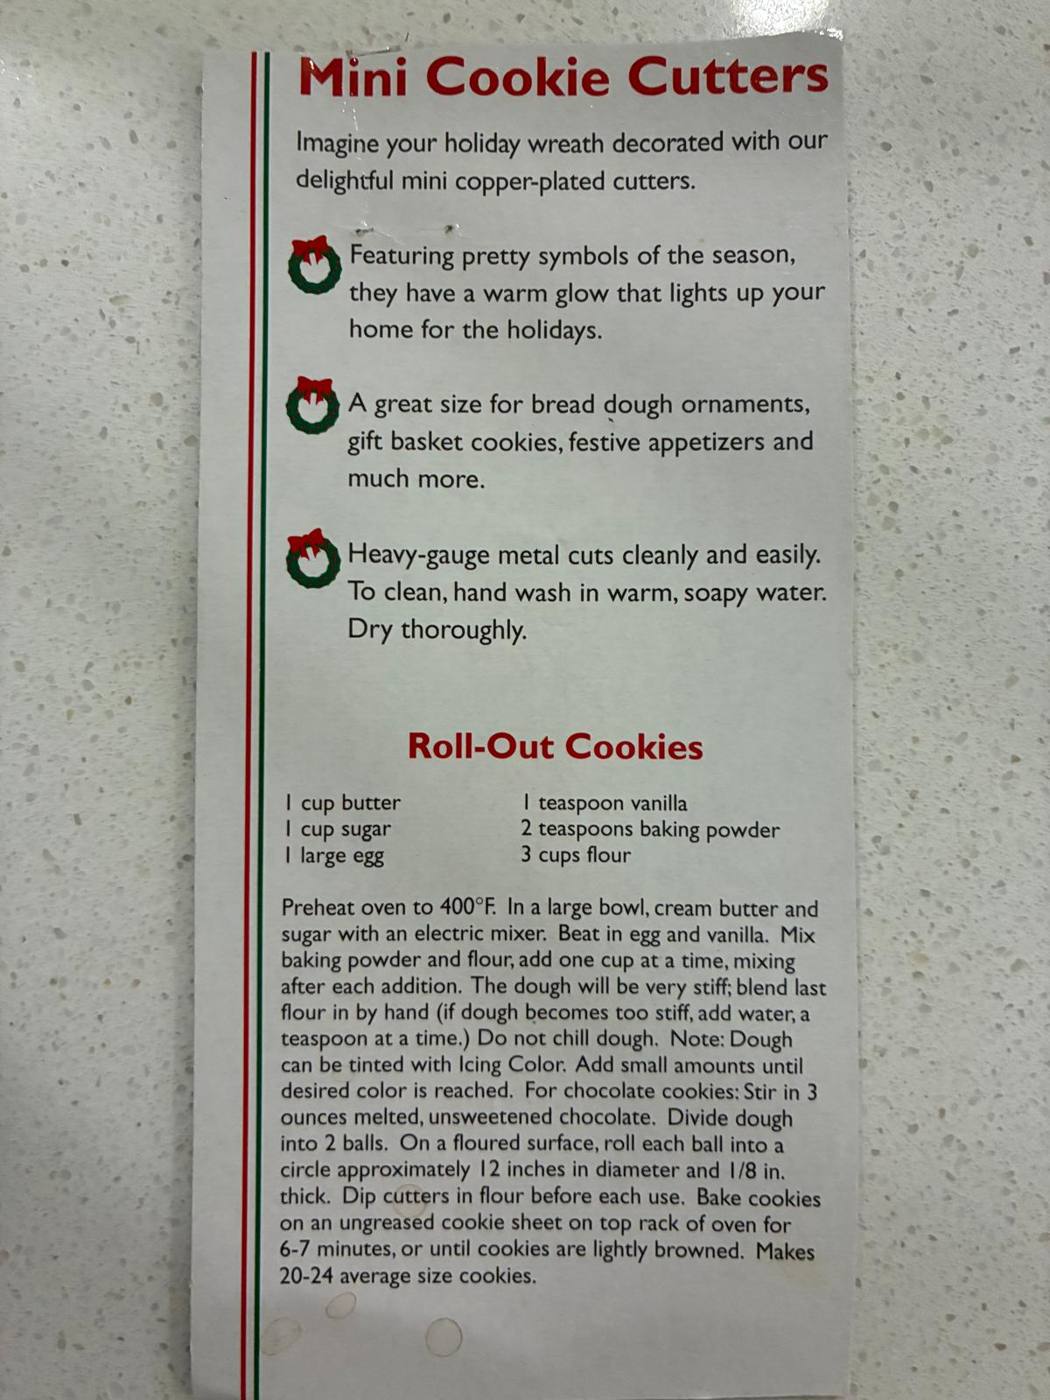 Mini Cookie Cutters
Imagine your holiday wreath decorated with our
delightful mini copper-plated cutters.
Featuring pretty symbols of the season,
they have a warm glow that lights up your
home for the holidays.
A great size for bread dough ornaments,
gift basket cookies, festive appetizers and
much more.
Heavy-gauge metal cuts cleanly and easily.
To clean, hand wash in warm, soapy water.
Dry thoroughly.
Roll-Out Cookies
1 cup butter
1 cup sugar
1 large egg
1 teaspoon vanilla
2 teaspoons baking powder
3 cups flour
Preheat oven to 400°F. In a large bowl, cream butter and
sugar with an electric mixer. Beat in egg and vanilla. Mix
baking powder and flour, add one cup at a time, mixing
after each addition. The dough will be very stiff; blend last
flour in by hand (if dough becomes too stiff, add water, a
teaspoon at a time.) Do not chill dough. Note: Dough
can be tinted with Icing Color. Add small amounts until
desired color is reached. For chocolate cookies: Stir in 3
ounces melted, unsweetened chocolate. Divide dough
into 2 balls. On a floured surface, roll each ball into a
circle approximately 12 inches in diameter and 1/8 in.
thick. Dip cutters in flour before each use. Bake cookies
on an ungreased cookie sheet on top rack of oven for
6-7 minutes, or until cookies are lightly browned. Makes
20-24 average size cookies.